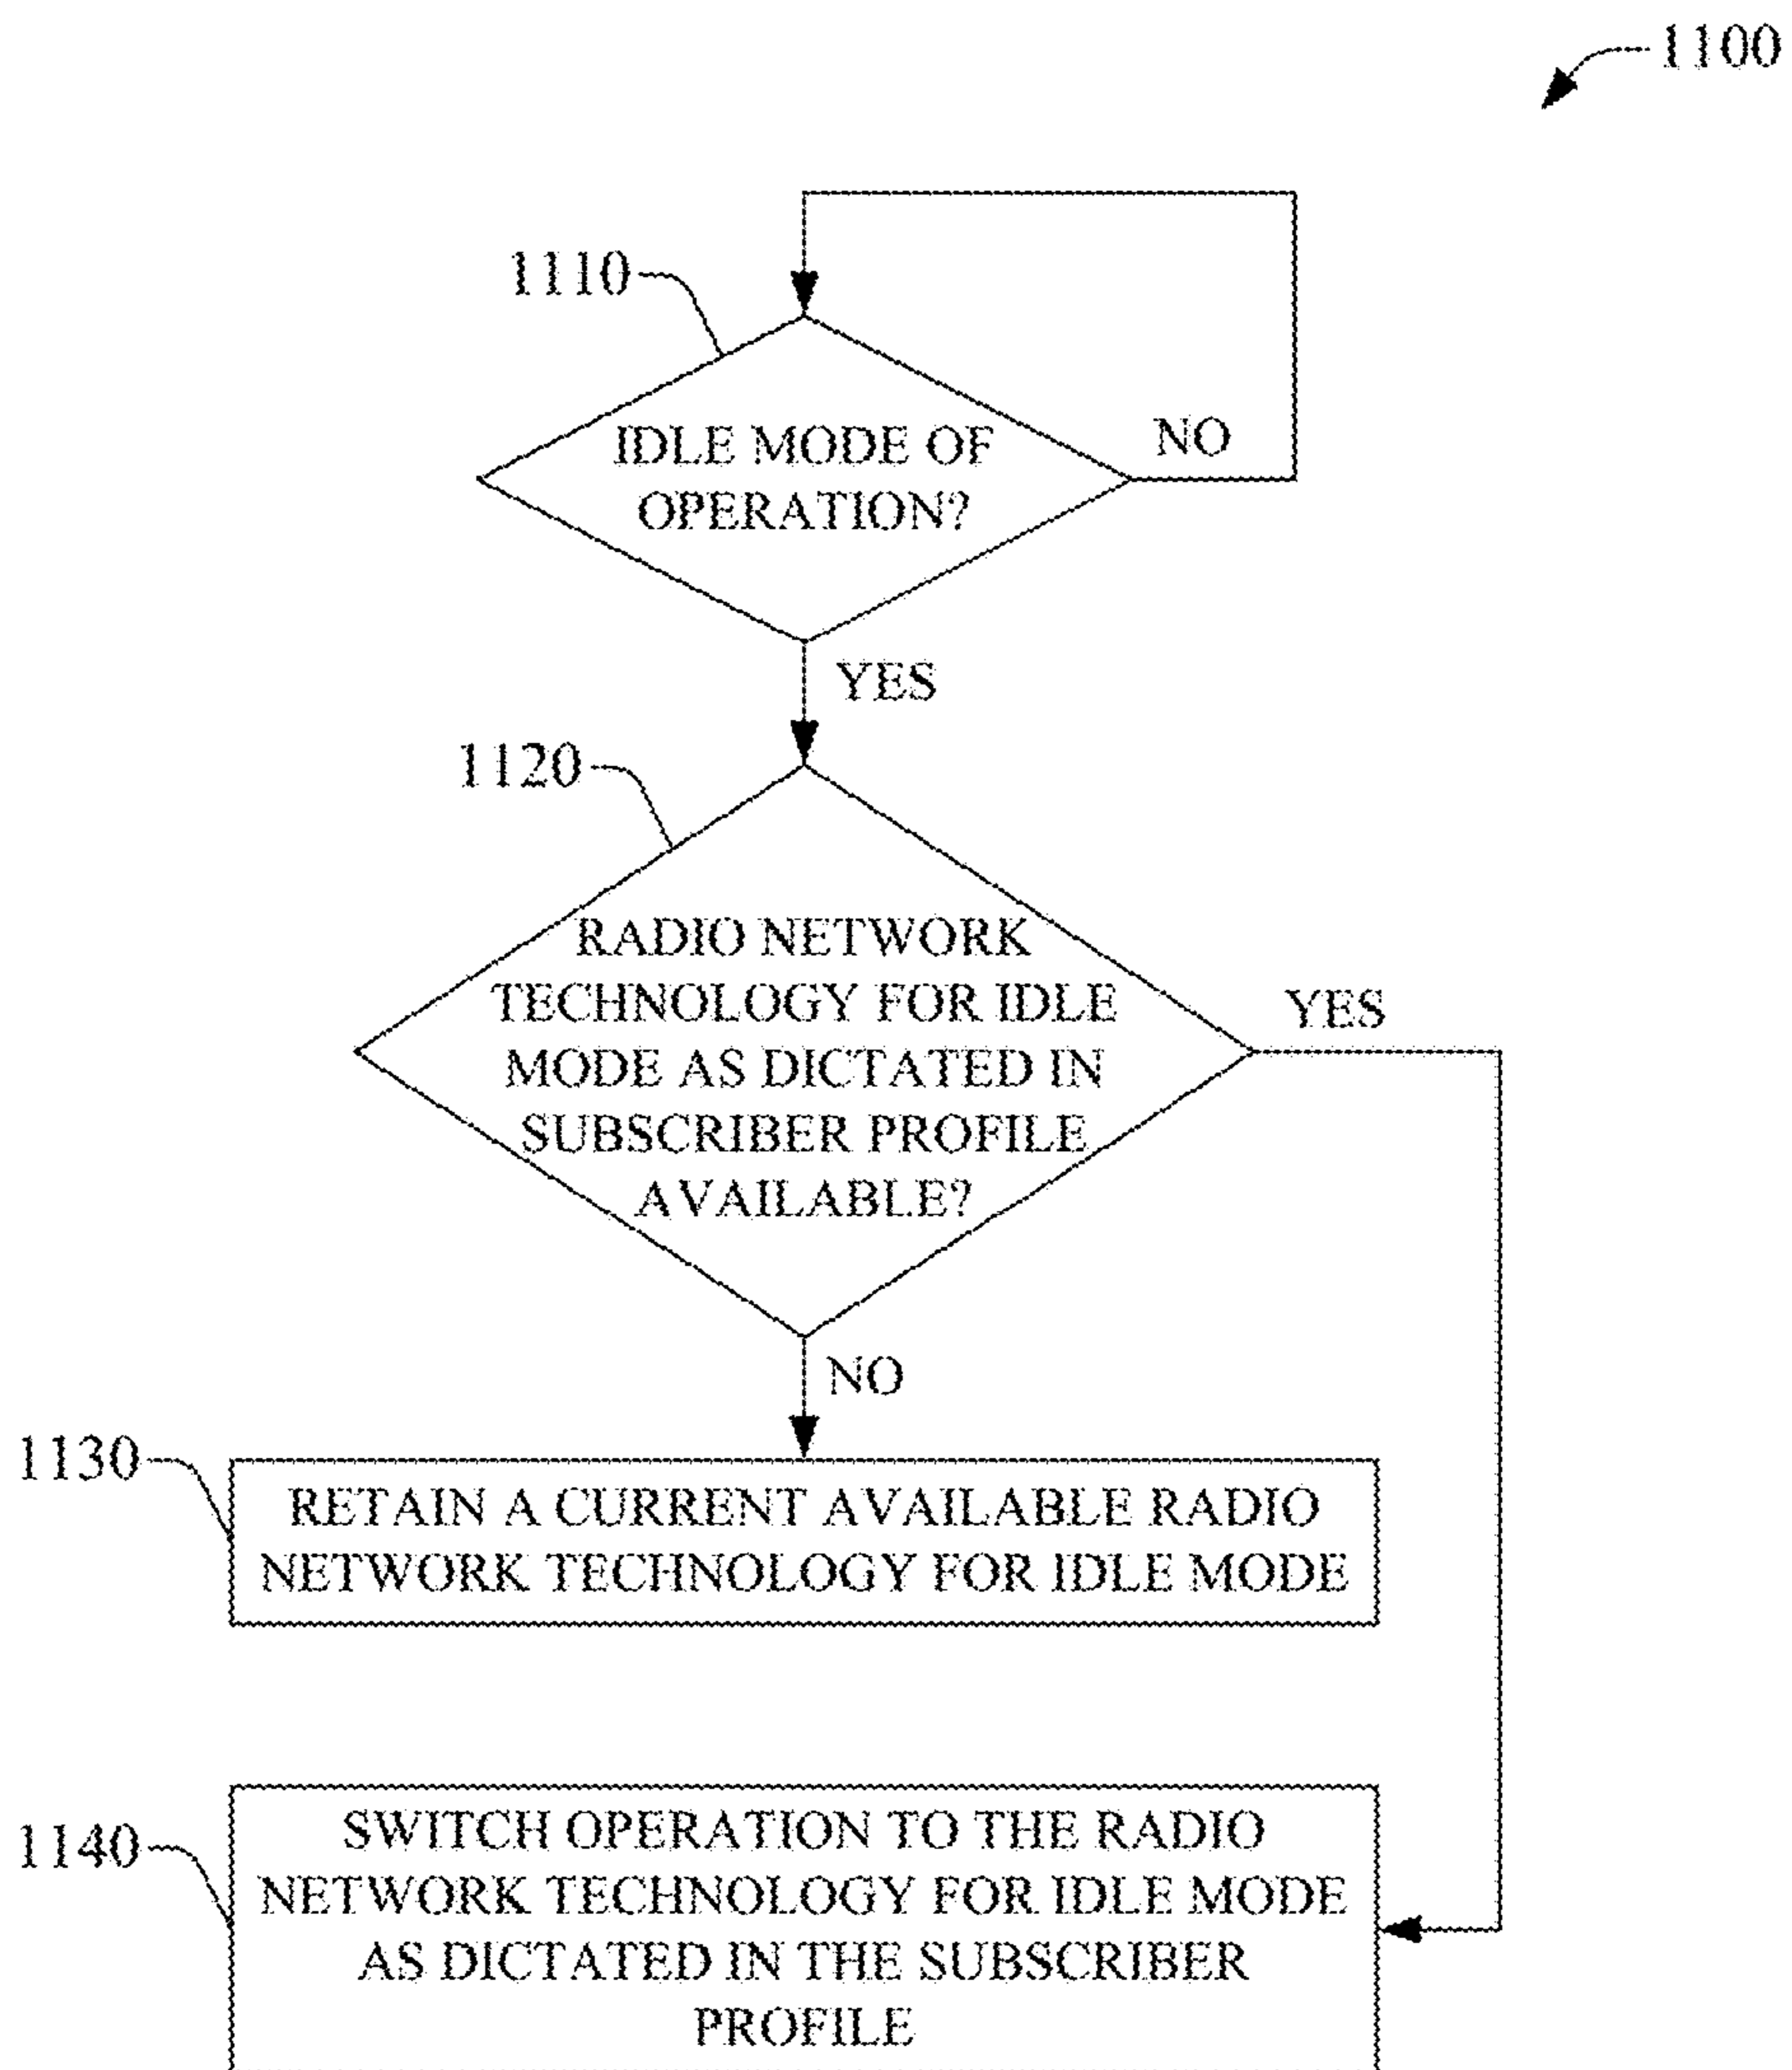 1100
1110
IDLE MODE OF
OPERATION?
NO
YES
1120
RADIO NETWORK
TECHNOLOGY FOR IDLE
MODE AS DICTATED IN
SUBSCRIBER PROFILE
AVAILABLE?
YES
NO
1130
RETAIN A CURRENT AVAILABLE RADIO
NETWORK TECHNOLOGY FOR IDLE MODE
1140
SWITCH OPERATION TO THE RADIO
NETWORK TECHNOLOGY FOR IDLE MODE
AS DICTATED IN THE SUBSCRIBER
PROFILE